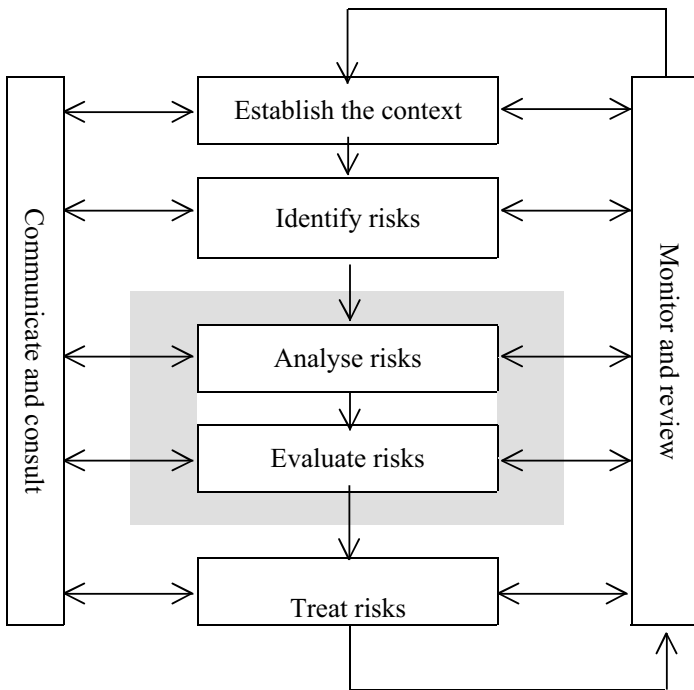 Establish the context
Identify risks
Analyse risks
Evaluate risks
Treat risks
Communicate and consult
Monitor and review